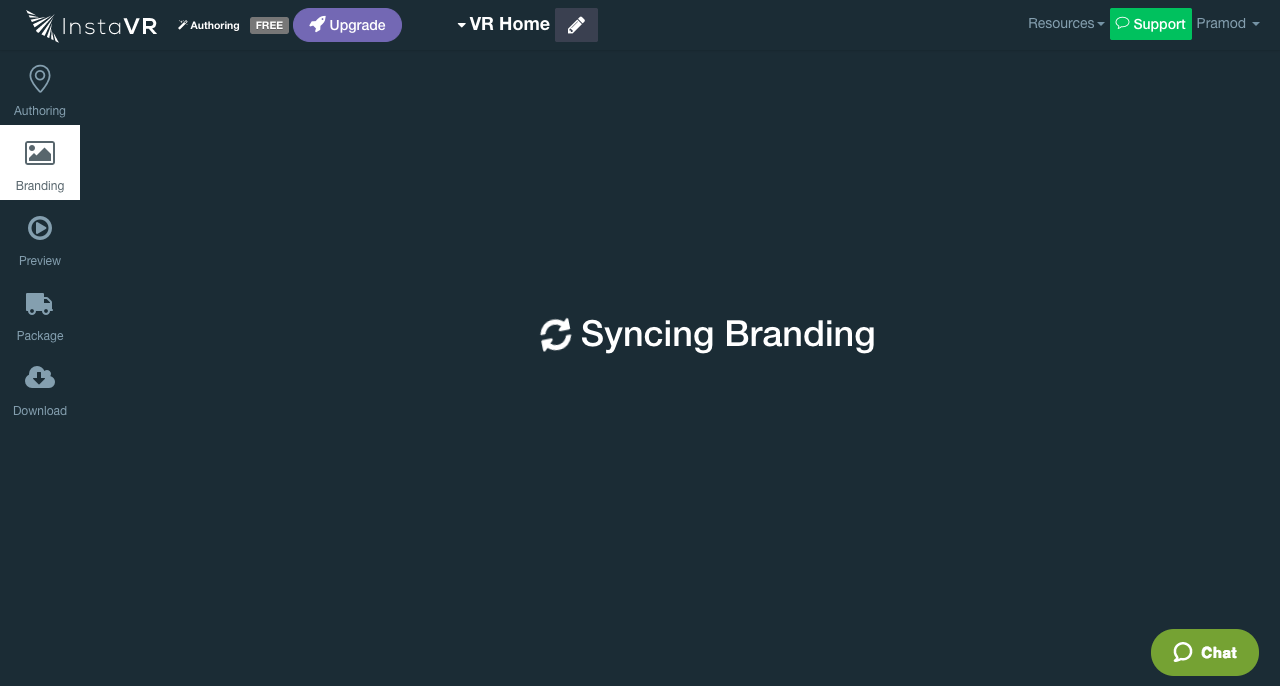 InstaVR Authoring FREE Upgrade VR Home Resources Support Pramod
Authoring
Branding
Preview
Package
Download
Syncing Branding
Chat